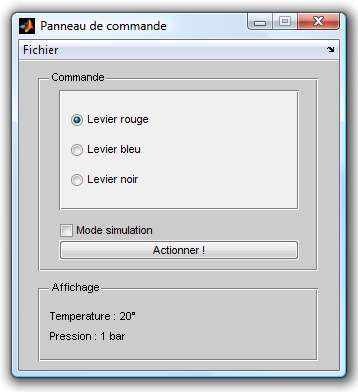 Panneau de commande
Fichier
Commande
Levier rouge
Levier bleu
Levier noir
Mode simulation
Actionner !
Affichage
Temperature : 20°
Pression : 1 bar